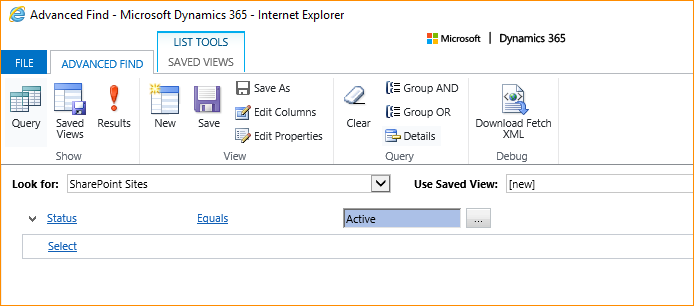 Advanced Find - Microsoft Dynamics 365 - Internet Explorer
LIST TOOLS
Microsoft | Dynamics 365
FILE
ADVANCED FIND
SAVED VIEWS
Query
Saved Views
Results
Show
New
Save
Save As
Edit Columns
Edit Properties
View
Clear
Group AND
Group OR
Details
Query
Download Fetch
XML
Debug
Look for:
SharePoint Sites
Use Saved View:
[new]
Status
Equals
Active
...
Select